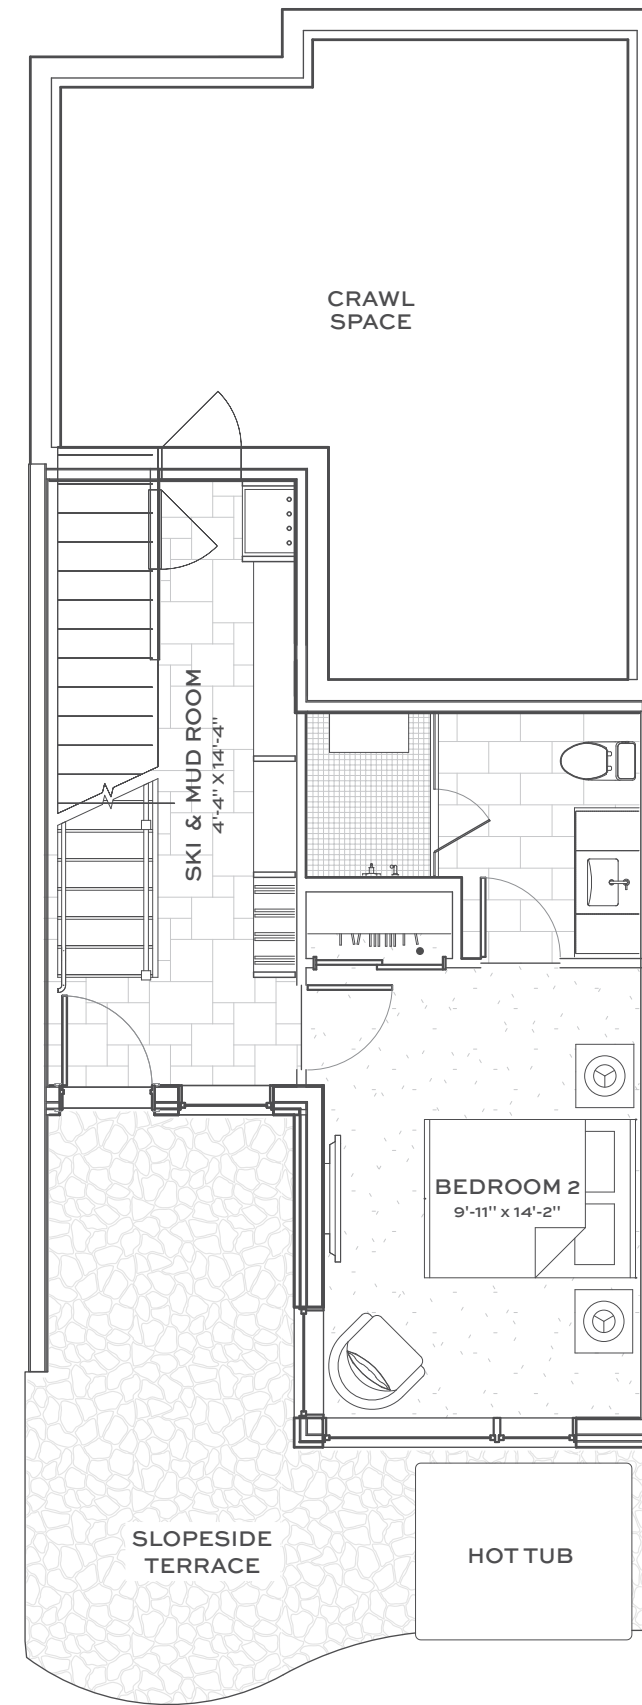 CRAWL
SPACE
SKI & MUD ROOM
4'-4" X 14'-4"
BEDROOM 2
9'-11" x 14'-2"
SLOPESIDE
TERRACE
HOT TUB